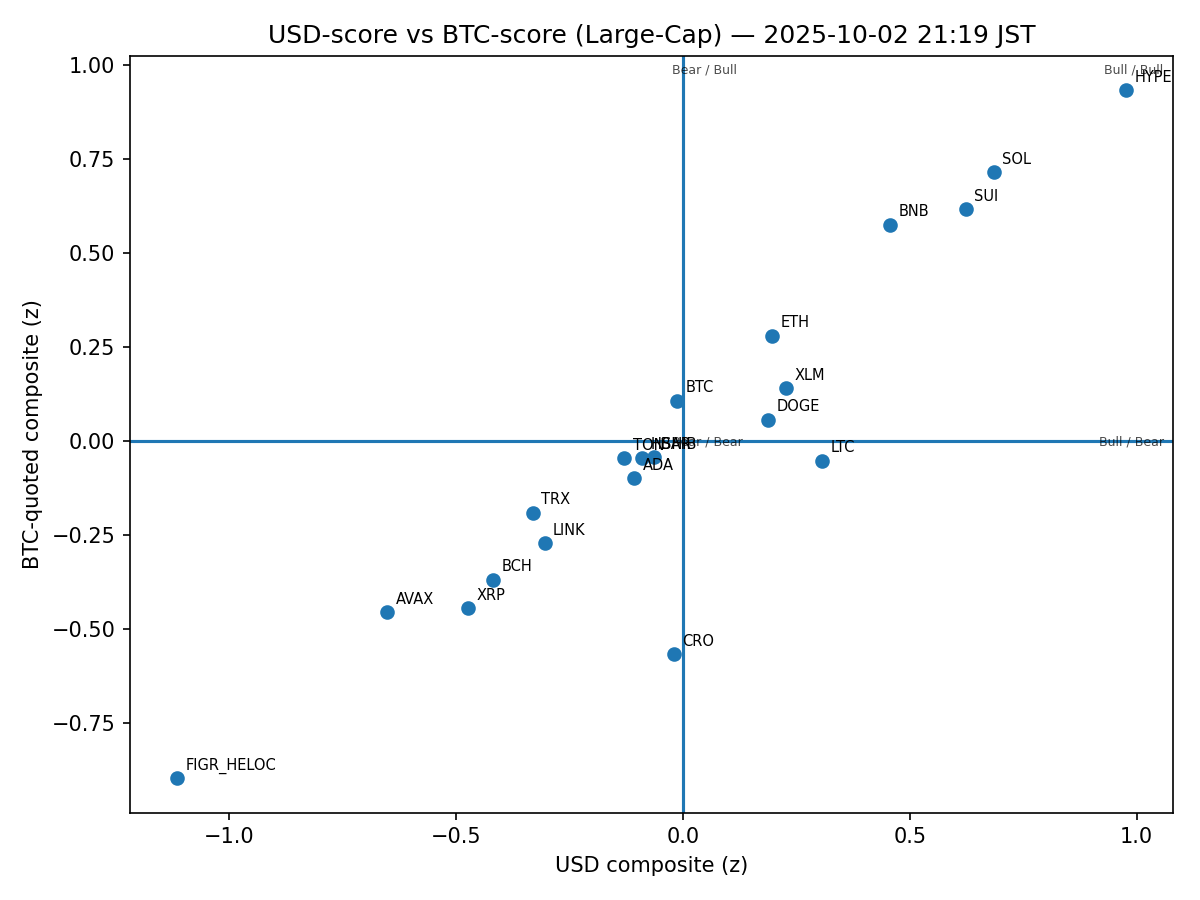 USD-score vs BTC-score (Large-Cap) — 2025-10-02 21:19 JST
1.00
Bear / Bull
Bull / Bull
HYPE
0.75
SOL
SUI
BNB
0.50
ETH
0.25
XLM
BTC
DOGE
0.00
Bull / Bear
LTC
TON
ADA
TRX
−0.25
LINK
BCH
XRP
AVAX
−0.50
CRO
−0.75
FIGR_HELOC
−1.0
−0.5
0.0
0.5
1.0
USD composite (z)
BTC-quoted composite (z)